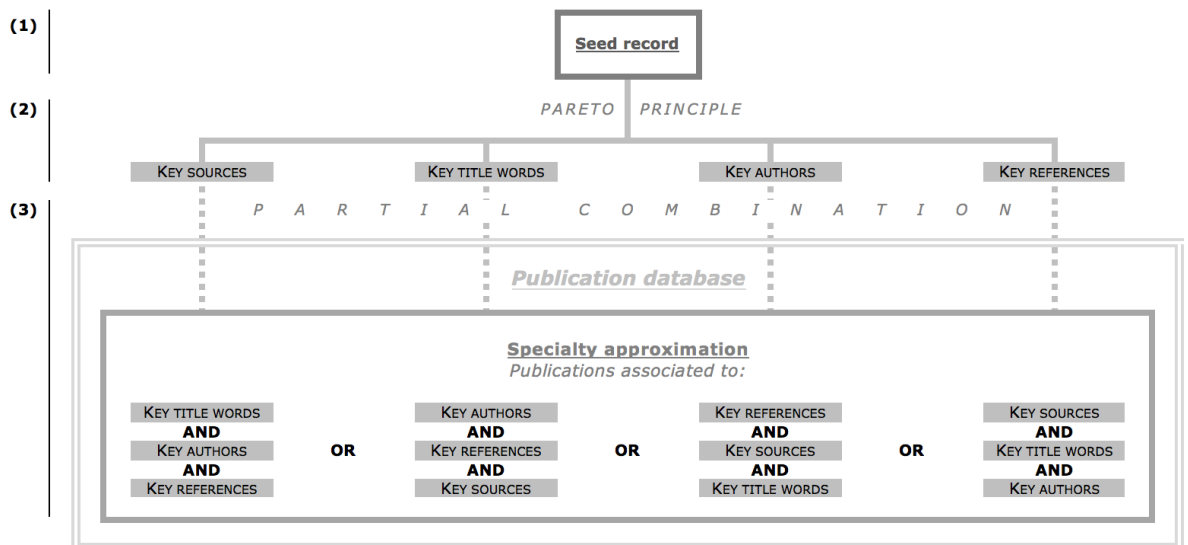 (1)
Seed record
(2)
PARETO PRINCIPLE
KEY SOURCES KEY TITLE WORDS KEY AUTHORS KEY REFERENCES
(3)
P A R T I A L C O M B I N A T I O N
Publication database
Specialty approximation
Publications associated to:
KEY TITLE WORDS KEY AUTHORS KEY REFERENCES KEY SOURCES
AND AND AND AND
KEY AUTHORS OR KEY REFERENCES OR KEY SOURCES OR KEY TITLE WORDS
AND AND AND AND
KEY REFERENCES KEY SOURCES KEY TITLE WORDS KEY AUTHORS